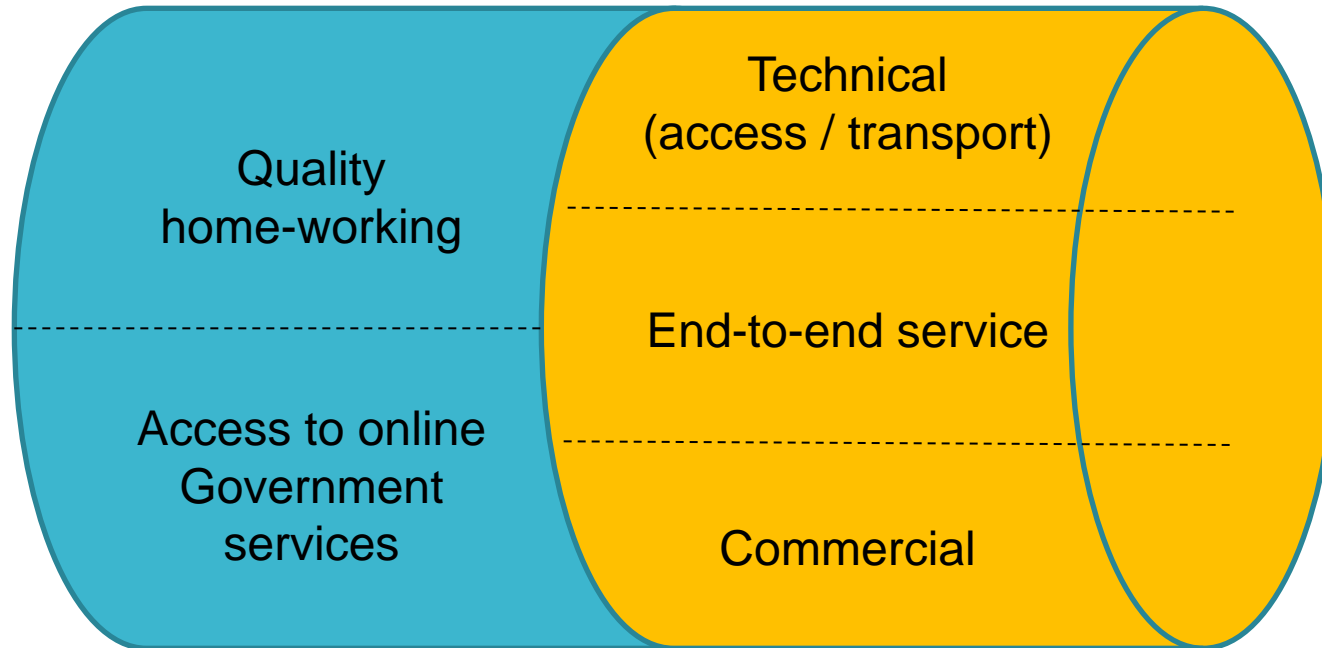 Quality
home-working
Access to online
Government
services
Technical
(access / transport)
End-to-end service
Commercial